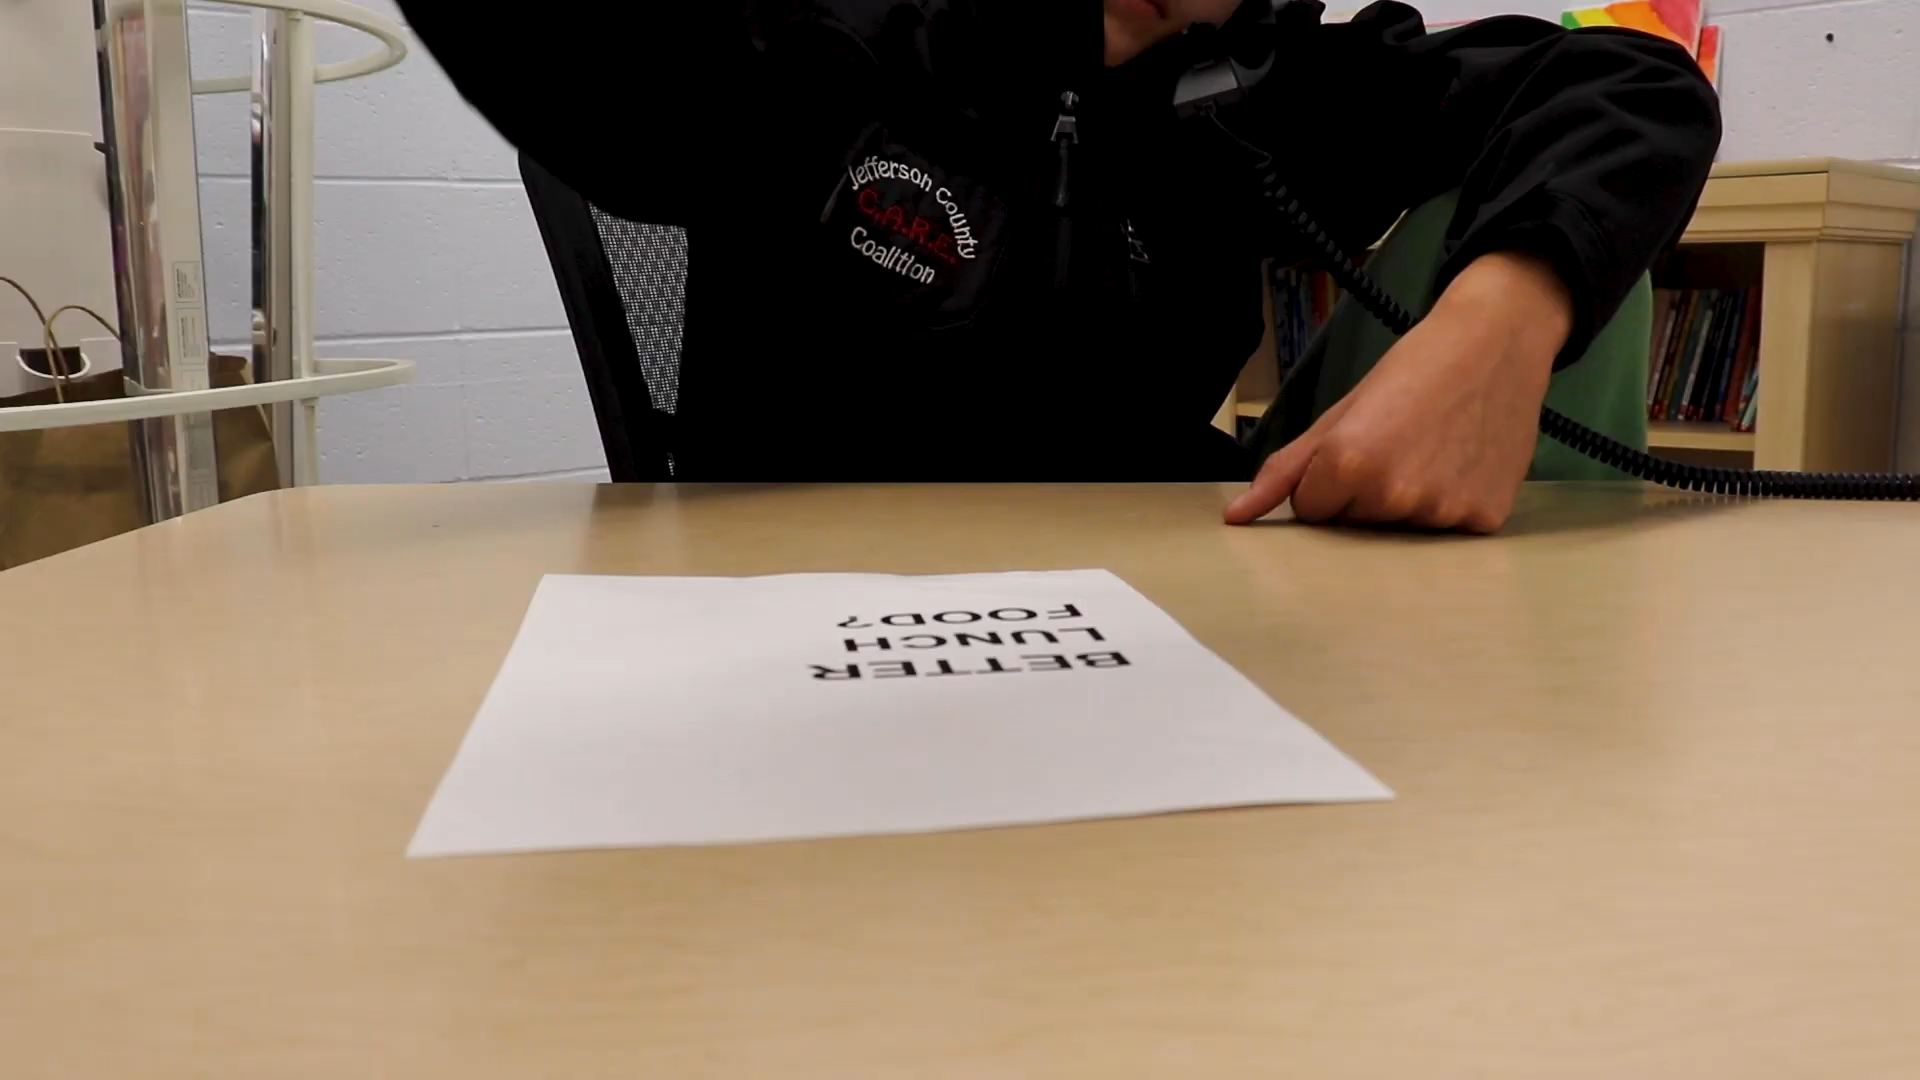 Jefferson County
C.A.R.E.
Coalition
BETTER
LUNCH
FOOD?